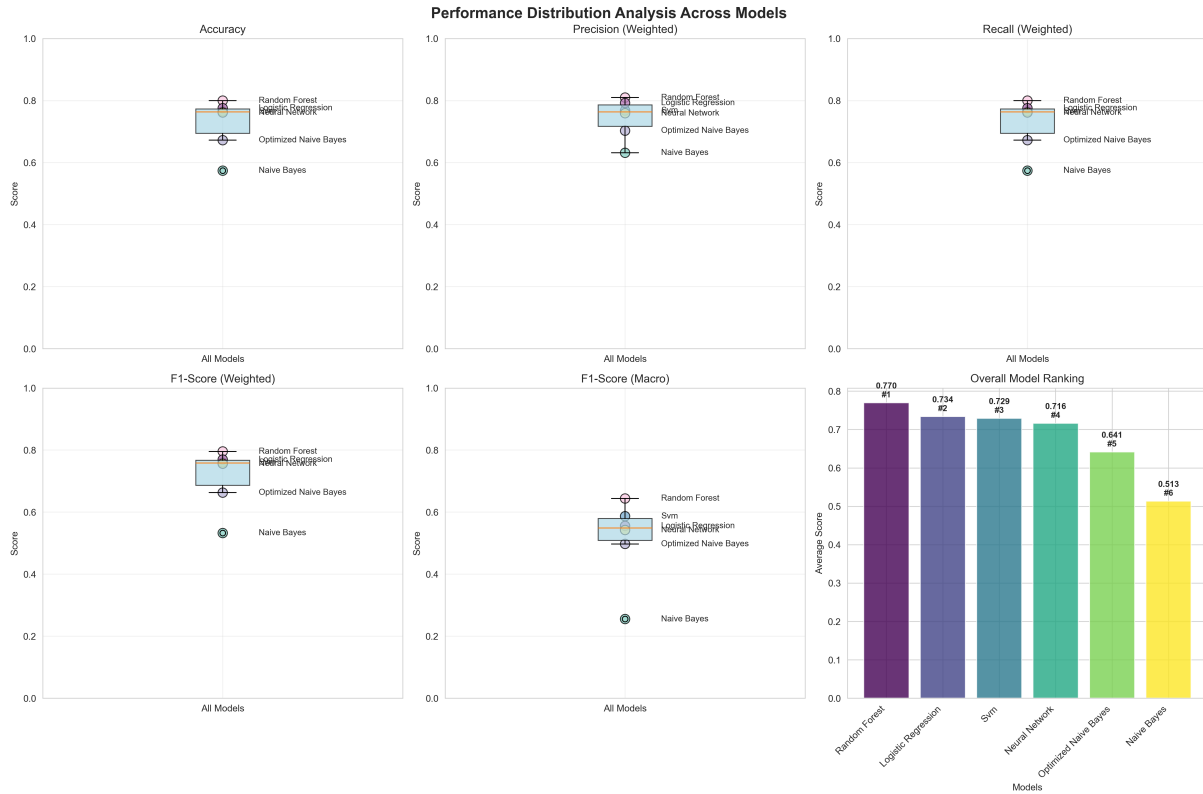 Performance Distribution Analysis Across Models
Accuracy
1.0
0.8
0.6
0.4
0.2
0.0
Score
Random Forest
Logistic Regression
Neural Network
Optimized Naive Bayes
Naive Bayes
All Models
Precision (Weighted)
1.0
0.8
0.6
0.4
0.2
0.0
Score
Random Forest
Logistic Regression
Svm
Neural Network
Optimized Naive Bayes
Naive Bayes
All Models
Recall (Weighted)
1.0
0.8
0.6
0.4
0.2
0.0
Score
Random Forest
Logistic Regression
Neural Network
Optimized Naive Bayes
Naive Bayes
All Models
F1-Score (Weighted)
1.0
0.8
0.6
0.4
0.2
0.0
Score
Random Forest
Logistic Regression
Neural Network
Optimized Naive Bayes
Naive Bayes
All Models
F1-Score (Macro)
1.0
0.8
0.6
0.4
0.2
0.0
Score
Random Forest
Svm
Logistic Regression
Neural Network
Optimized Naive Bayes
Naive Bayes
All Models
Overall Model Ranking
0.8
0.7
0.6
0.5
0.4
0.3
0.2
0.1
0.0
Average Score
0.770
#1
0.734
#2
0.729
#3
0.716
#4
0.641
#5
0.513
#6
Random Forest
Logistic Regression
Svm
Neural Network
Optimized Naive Bayes
Naive Bayes
Models